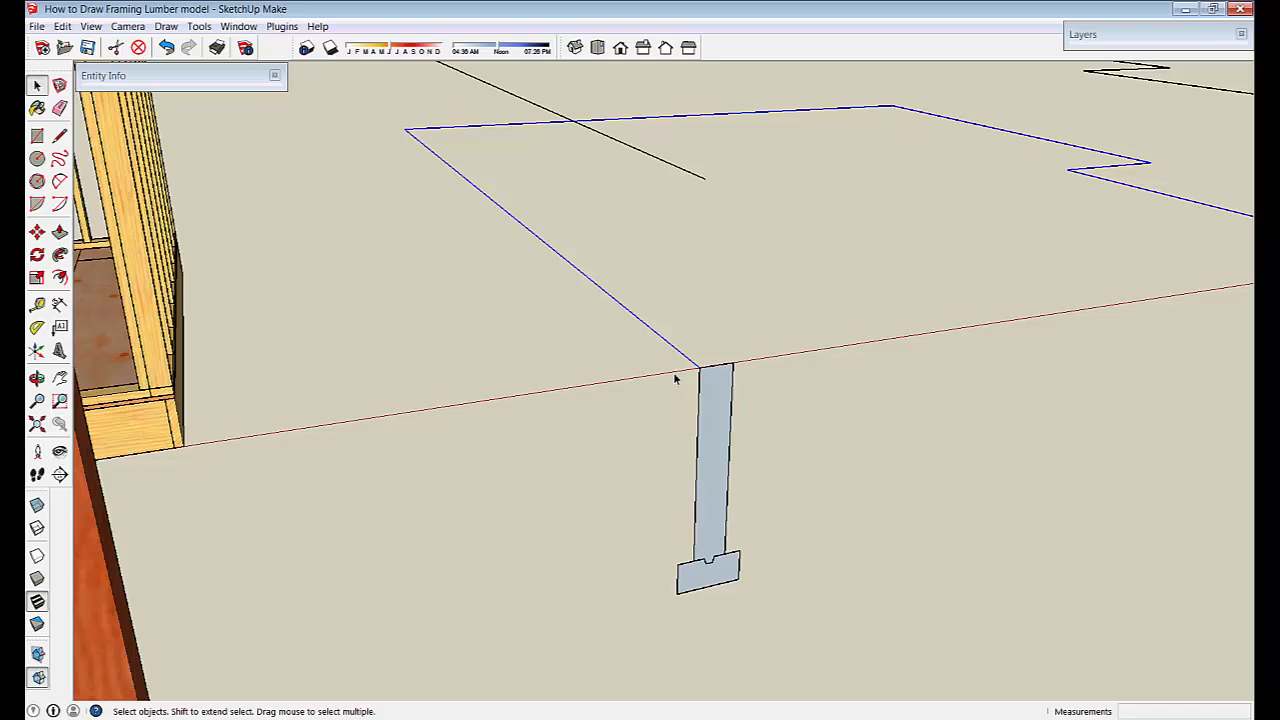 How to Draw Framing Lumber model - SketchUp Make
File Edit View Camera Draw Tools Window Plugins Help
Layers
J F M A M J J A S O N D 04:36 AM Noon 07:26 PM
Entity Info
Select objects. Shift to extend select. Drag mouse to select multiple.
Measurements